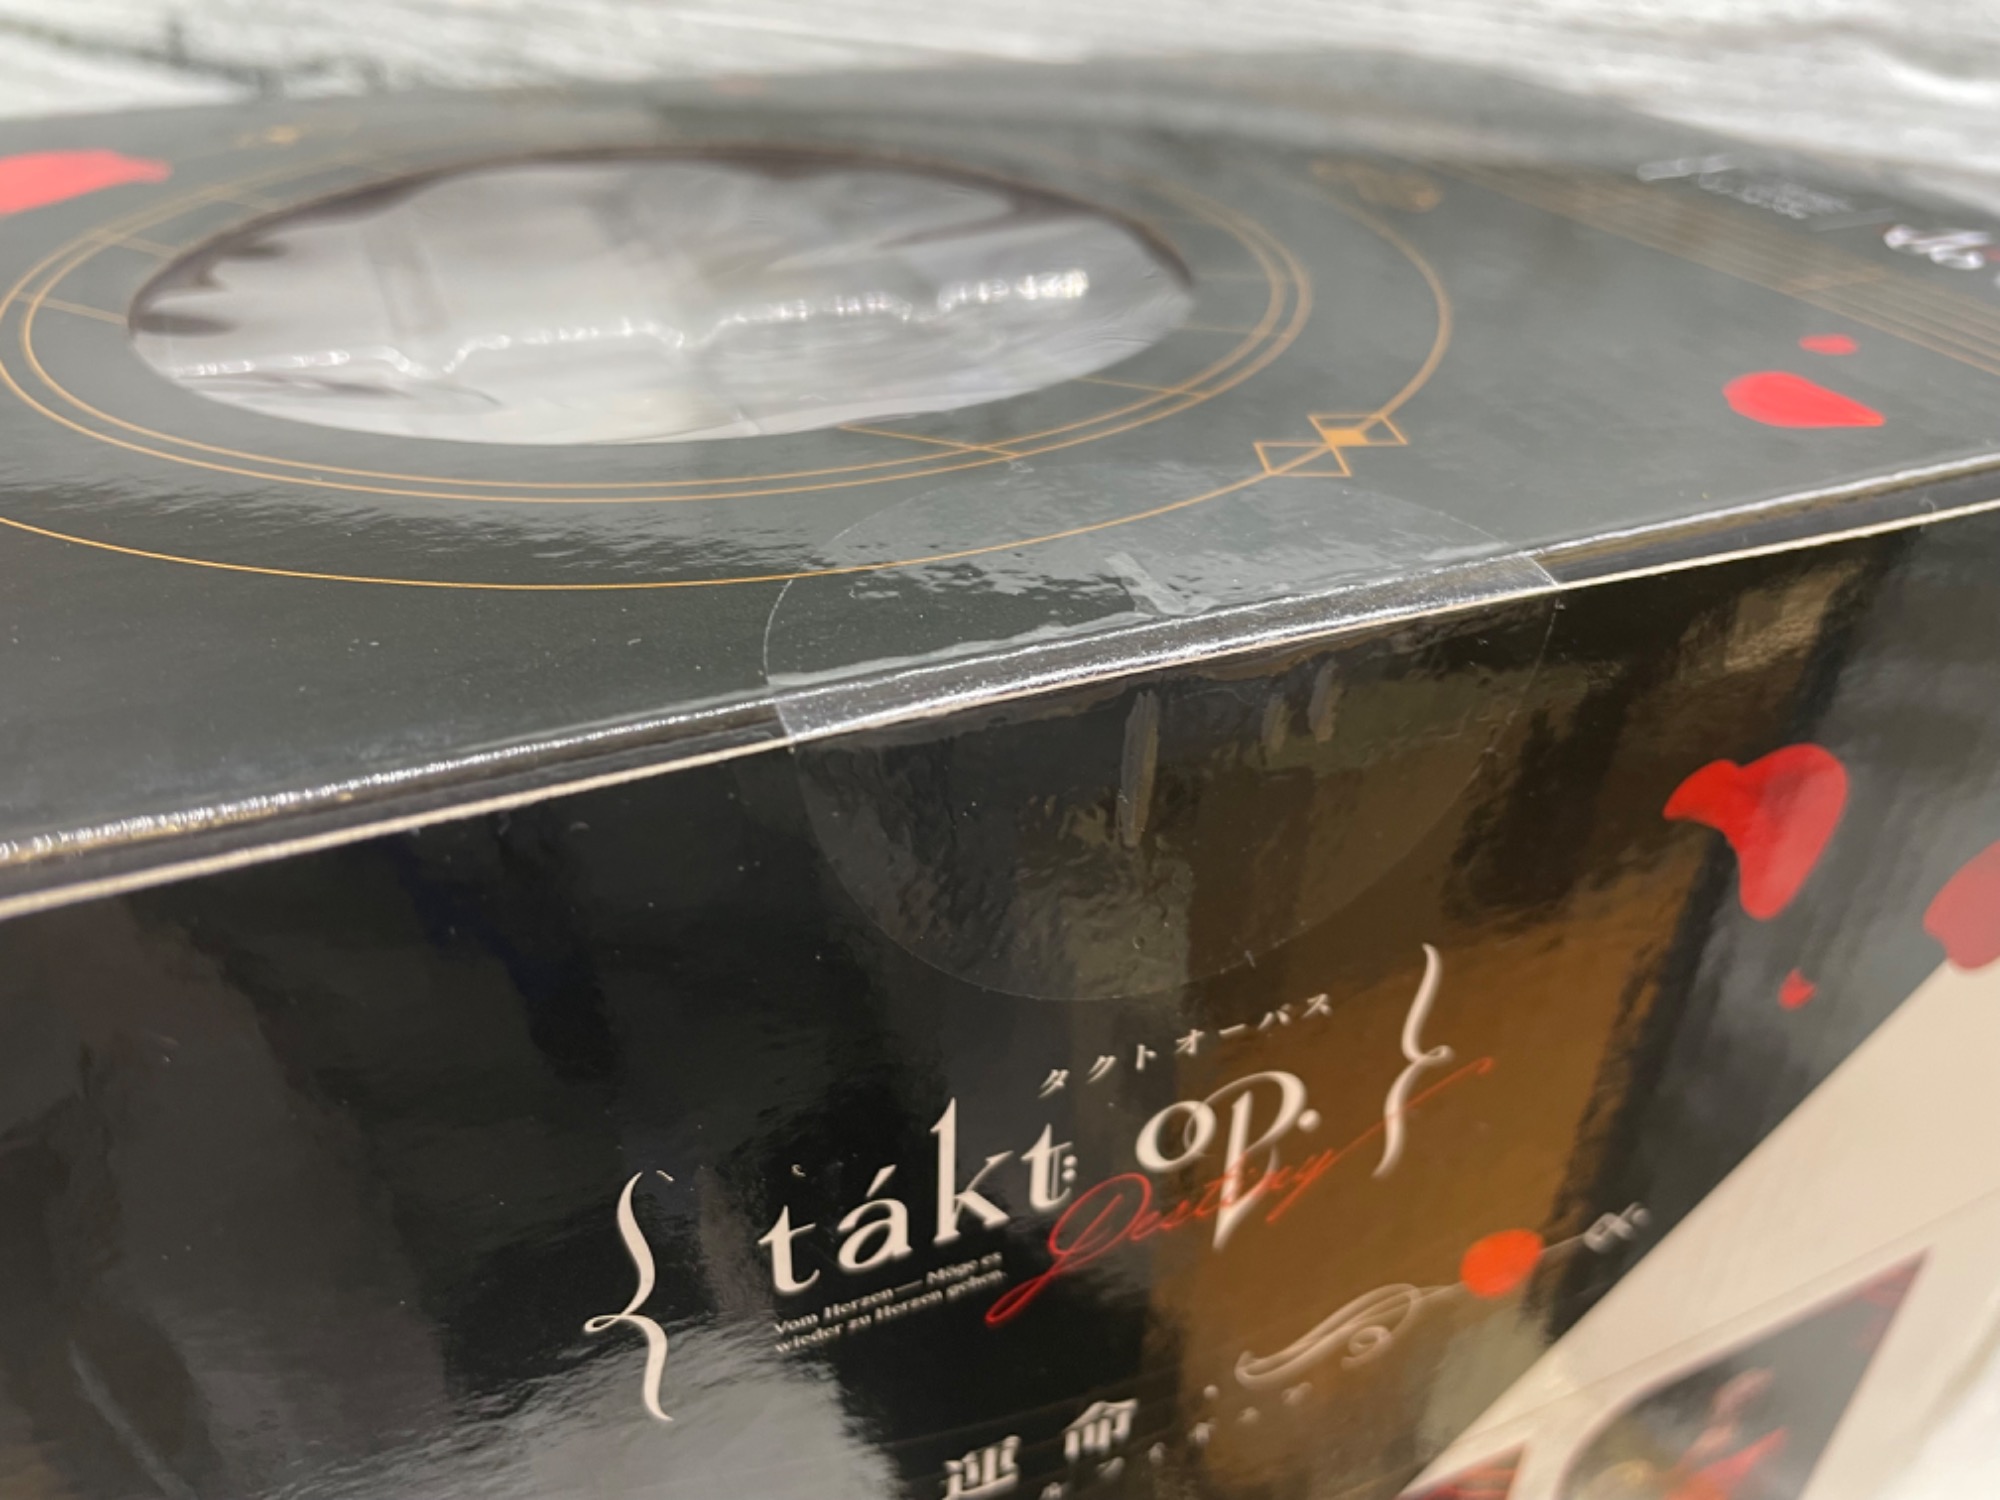 タクトオーパス
takt op.
Destiny
Vom Herzen — Möge es
wieder zu Herzen gehen.
運命